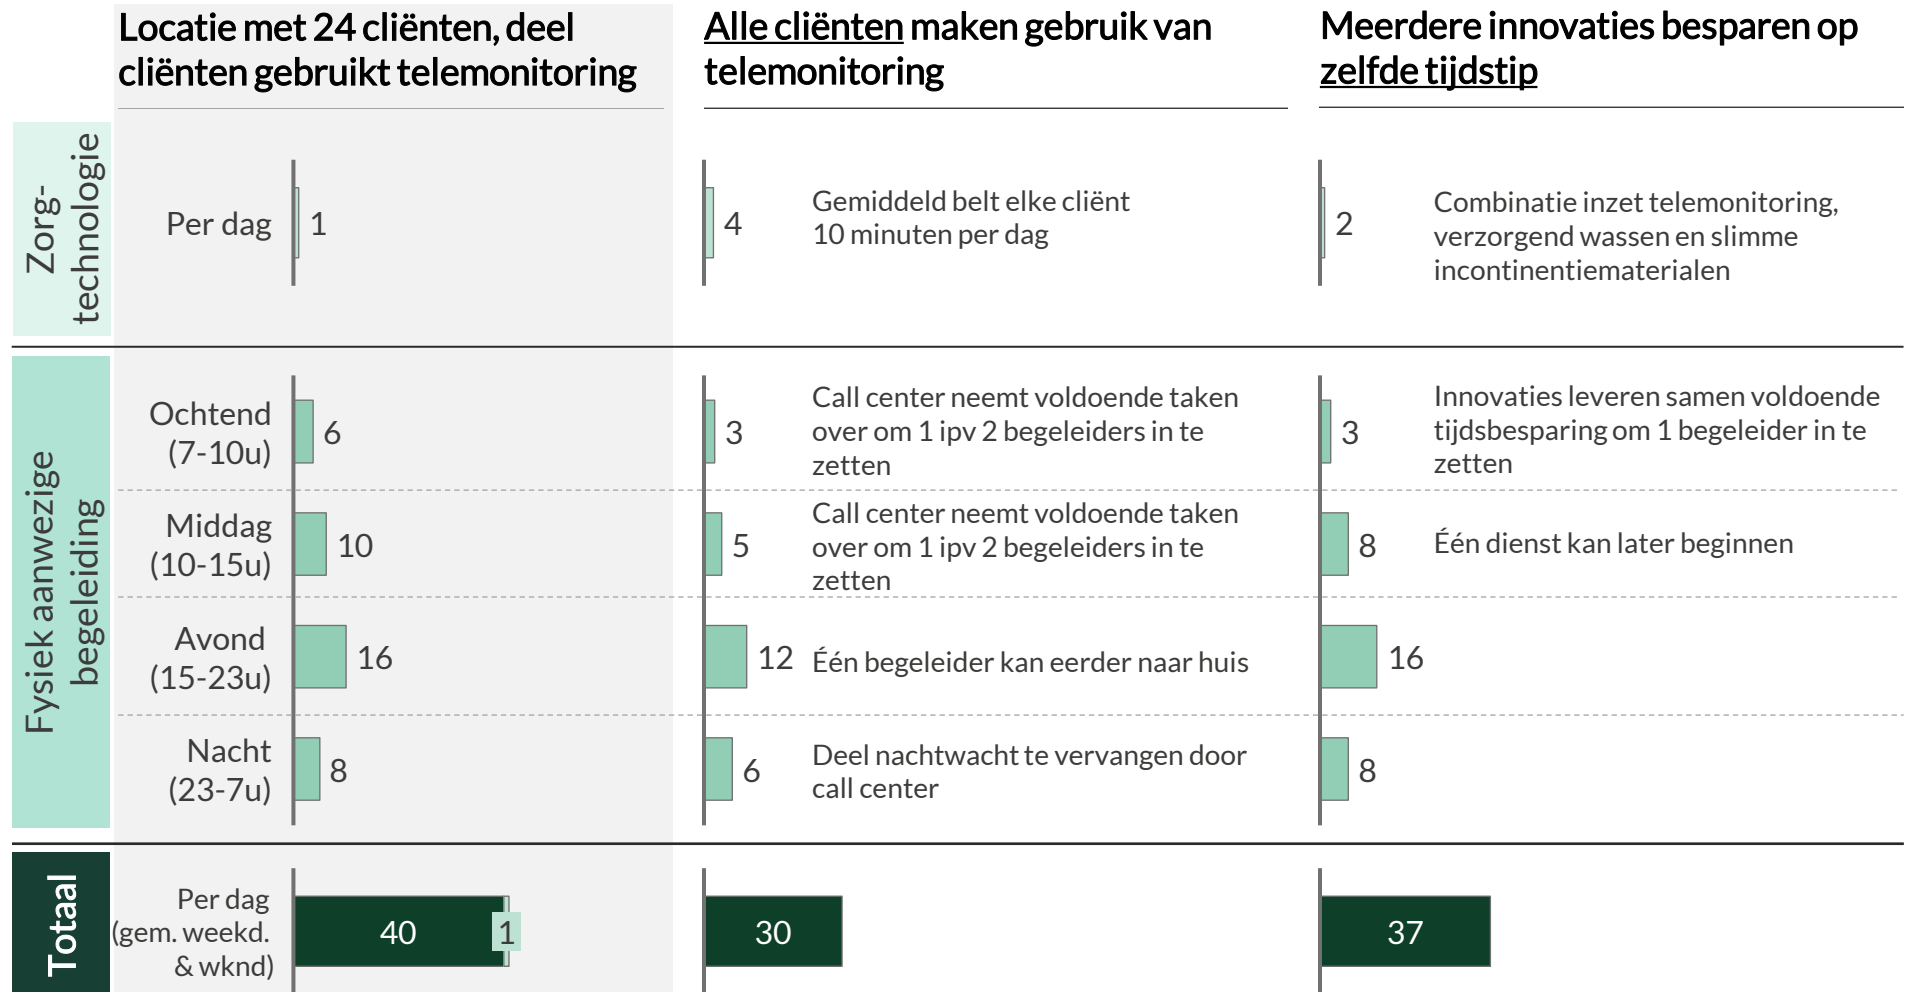 Locatie met 24 cliënten, deel
cliënten gebruikt telemonitoring
Alle cliënten maken gebruik van
telemonitoring
Meerdere innovaties besparen op
zelfde tijdstip
Zorg-
technologie
Per dag
1
4
Gemiddeld belt elke cliënt
10 minuten per dag
2
Combinatie inzet telemonitoring,
verzorgend wassen en slimme
incontinentiematerialen
Fysiek aanwezige
begeleiding
Ochtend
(7-10u)
6
3
Call center neemt voldoende taken
over om 1 ipv 2 begeleiders in te
zetten
3
Innovaties leveren samen voldoende
tijdsbesparing om 1 begeleider in te
zetten
Middag
(10-15u)
10
5
Call center neemt voldoende taken
over om 1 ipv 2 begeleiders in te
zetten
8
Één dienst kan later beginnen
Avond
(15-23u)
16
12
Één begeleider kan eerder naar huis
16
Nacht
(23-7u)
8
6
Deel nachtwacht te vervangen door
call center
8
Totaal
Per dag
(gem. weekd.
& wknd)
40
1
30
37